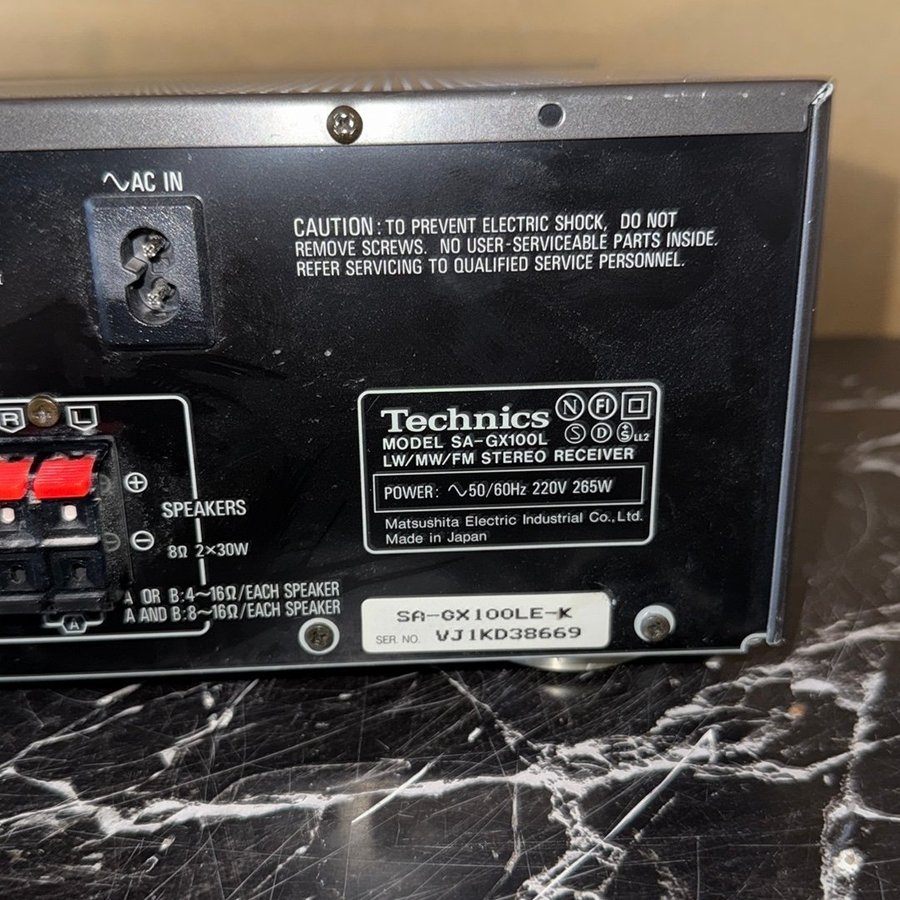 AC IN
CAUTION: TO PREVENT ELECTRIC SHOCK, DO NOT
REMOVE SCREWS. NO USER-SERVICEABLE PARTS INSIDE.
REFER SERVICING TO QUALIFIED SERVICE PERSONNEL.
R L
Technics N FI
S D S LL2
MODEL SA-GX100L
LW/MW/FM STEREO RECEIVER
POWER: ∿50/60Hz 220V 265W
Matsushita Electric Industrial Co., Ltd.
Made in Japan
+
SPEAKERS
−
8Ω 2×30W
A OR B:4~16Ω/EACH SPEAKER
A AND B:8~16Ω/EACH SPEAKER
A
SA-GX100LE-K
SER. NO. VJ1KD38669